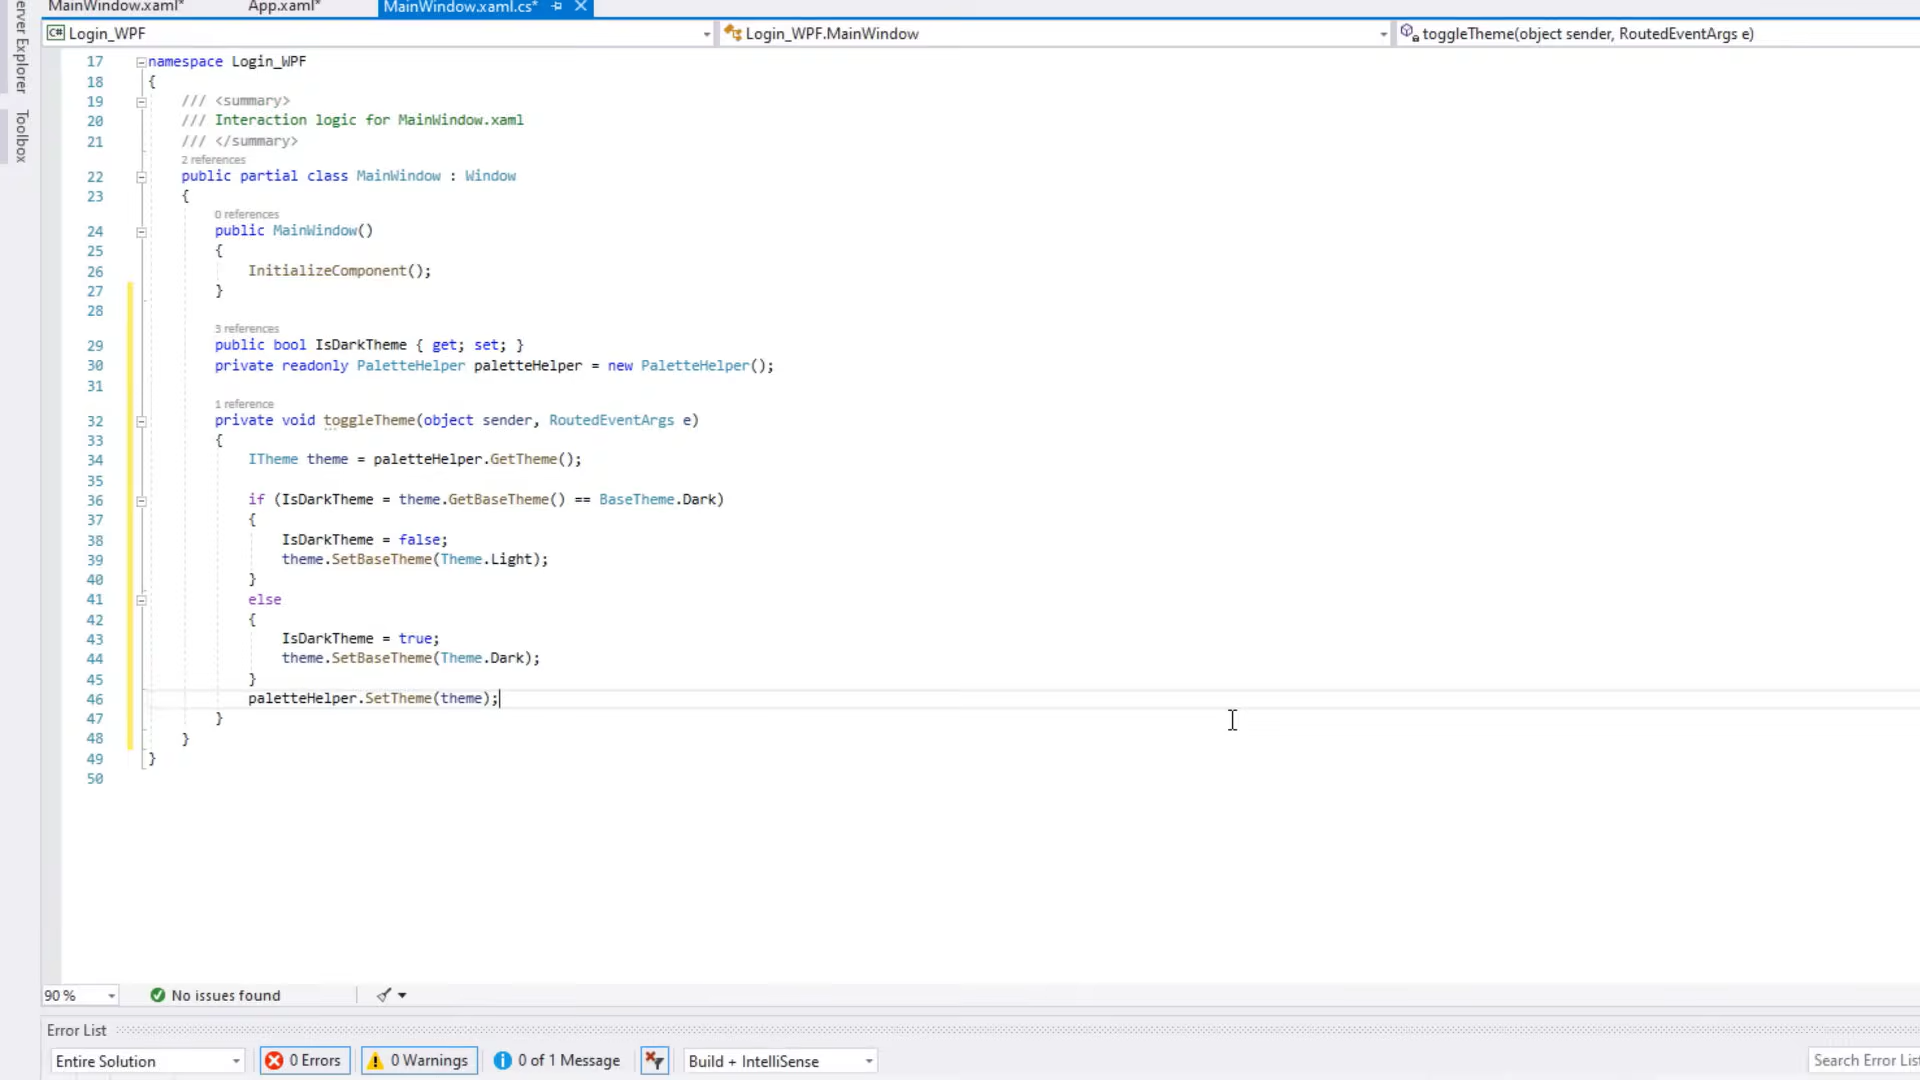 MainWindow.xaml*
App.xaml*
MainWindow.xaml.cs*
Toolbox
C# Login_WPF
Login_WPF.MainWindow
toggleTheme(object sender, RoutedEventArgs e)
17 namespace Login_WPF
18 {
19 /// <summary>
20 /// Interaction logic for MainWindow.xaml
21 /// </summary>
2 references
22 public partial class MainWindow : Window
23 {
0 references
24 public MainWindow()
25 {
26 InitializeComponent();
27 }
28
3 references
29 public bool IsDarkTheme { get; set; }
30 private readonly PaletteHelper paletteHelper = new PaletteHelper();
31
1 reference
32 private void toggleTheme(object sender, RoutedEventArgs e)
33 {
34 ITheme theme = paletteHelper.GetTheme();
35
36 if (IsDarkTheme = theme.GetBaseTheme() == BaseTheme.Dark)
37 {
38 IsDarkTheme = false;
39 theme.SetBaseTheme(Theme.Light);
40 }
41 else
42 {
43 IsDarkTheme = true;
44 theme.SetBaseTheme(Theme.Dark);
45 }
46 paletteHelper.SetTheme(theme);
47 }
48 }
49 }
50
90 %
No issues found
Error List
Entire Solution
0 Errors
0 Warnings
0 of 1 Message
Build + IntelliSense
Search Error